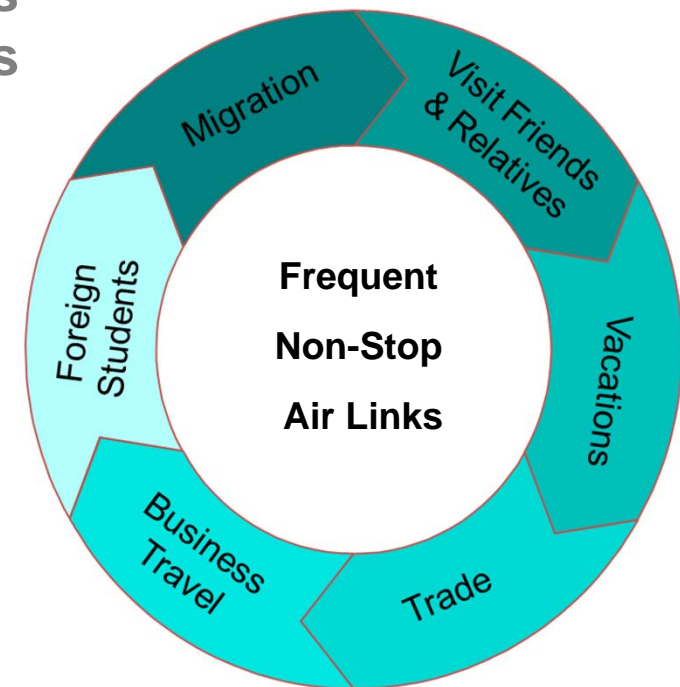 Migration
Visit Friends
& Relatives
Vacations
Trade
Business
Travel
Foreign
Students
Frequent
Non-Stop
Air Links